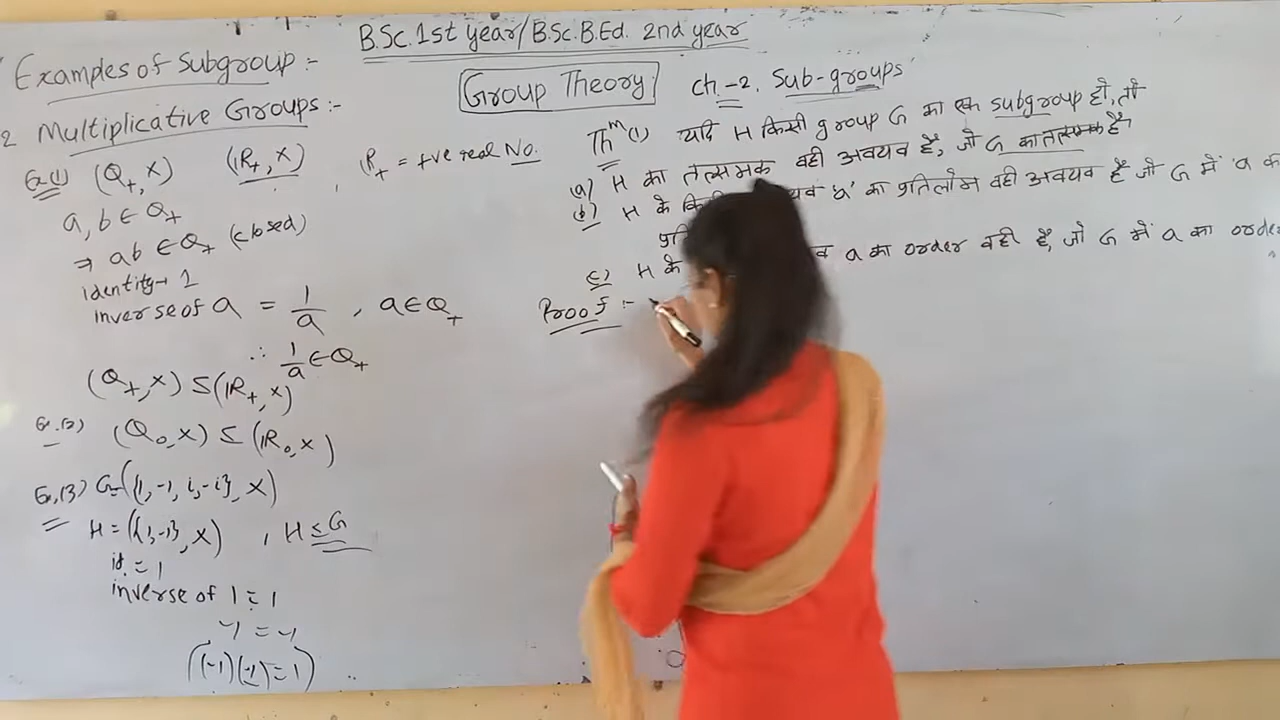 B.Sc. 1st year/B.Sc.B.Ed. 2nd year
Group Theory ch-2. Sub-groups
Examples of Subgroup:-
2 Multiplicative Groups:-
Ex.(1) (Q₊, ×) (ℝ₊, ×) , ℝ₊ = +ve real No.
a, b ∈ Q₊
⇒ ab ∈ Q₊ (closed)
identity→ 1
inverse of a = 1/a , a ∈ Q₊
∴ 1/a ∈ Q₊
(Q₊, ×) ≤ (ℝ₊, ×)
Ex.(2) (Q₀, ×) ≤ (ℝ₀, ×)
Ex.(3) G=({1, -1, i, -i}, ×)
H = ({1, -1}, ×) , H ≤ G
id. = 1
inverse of 1 = 1
-1 = -1
((-1)(-1) = 1)
Thᵐ(1) यदि H किसी group G का एक subgroup हो, तो
(a) H का तत्समक वही अवयव है, जो G का तत्समक है
(b) H के 'a' का प्रतिलोम वही अवयव है जो G में 'a' का
(c) H के a का order वही है, जो G में a का order
Proof :-